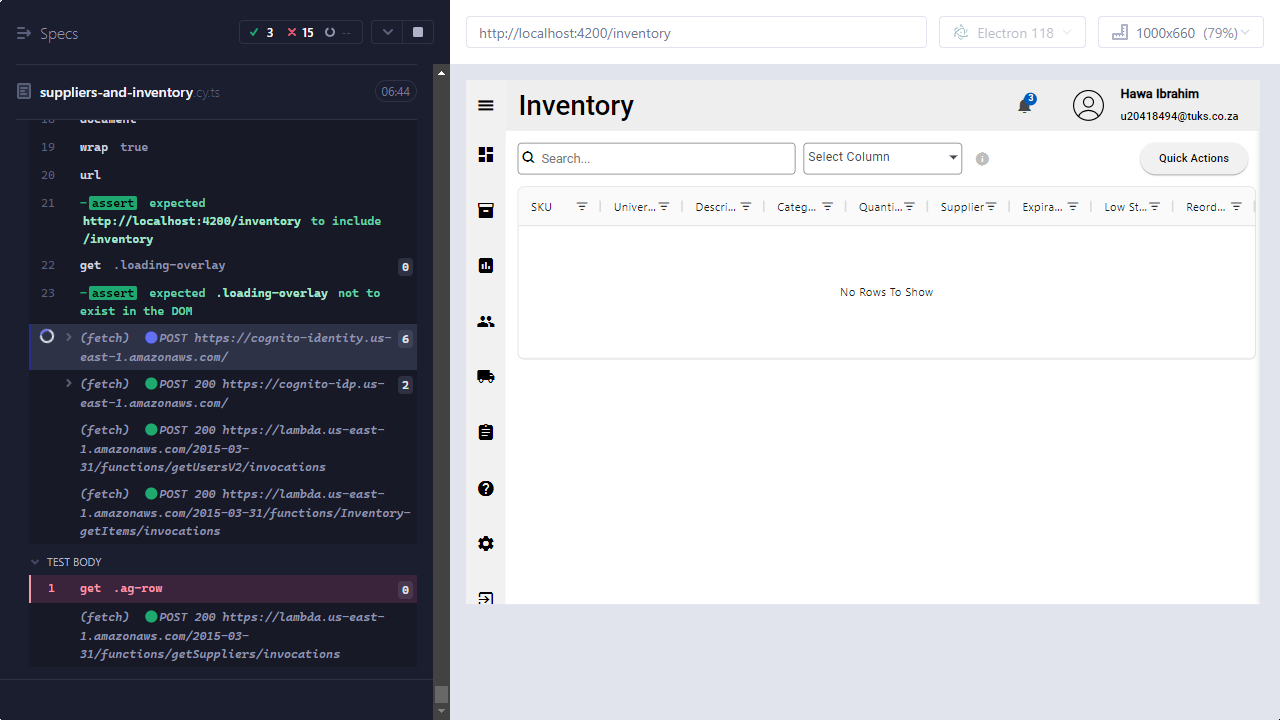 Specs
3 15 --
suppliers-and-inventory.cy.ts 06:44
18 document
19 wrap true
20 url
21 -assert expected
http://localhost:4200/inventory to include
/inventory
22 get .loading-overlay 0
23 -assert expected .loading-overlay not to
exist in the DOM
(fetch) POST https://cognito-identity.us-
east-1.amazonaws.com/ 6
(fetch) POST 200 https://cognito-idp.us-
east-1.amazonaws.com/ 2
(fetch) POST 200 https://lambda.us-east-
1.amazonaws.com/2015-03-
31/functions/getUsersV2/invocations
(fetch) POST 200 https://lambda.us-east-
1.amazonaws.com/2015-03-31/functions/Inventory-
getItems/invocations
TEST BODY
1 get .ag-row 0
(fetch) POST 200 https://lambda.us-east-
1.amazonaws.com/2015-03-
31/functions/getSuppliers/invocations
http://localhost:4200/inventory
Electron 118
1000x660 (79%)
Inventory
3
Hawa Ibrahim
u20418494@tuks.co.za
Search...
Select Column
Quick Actions
SKU Univer... Descri... Categ... Quanti... Supplier Expira... Low St... Reord...
No Rows To Show